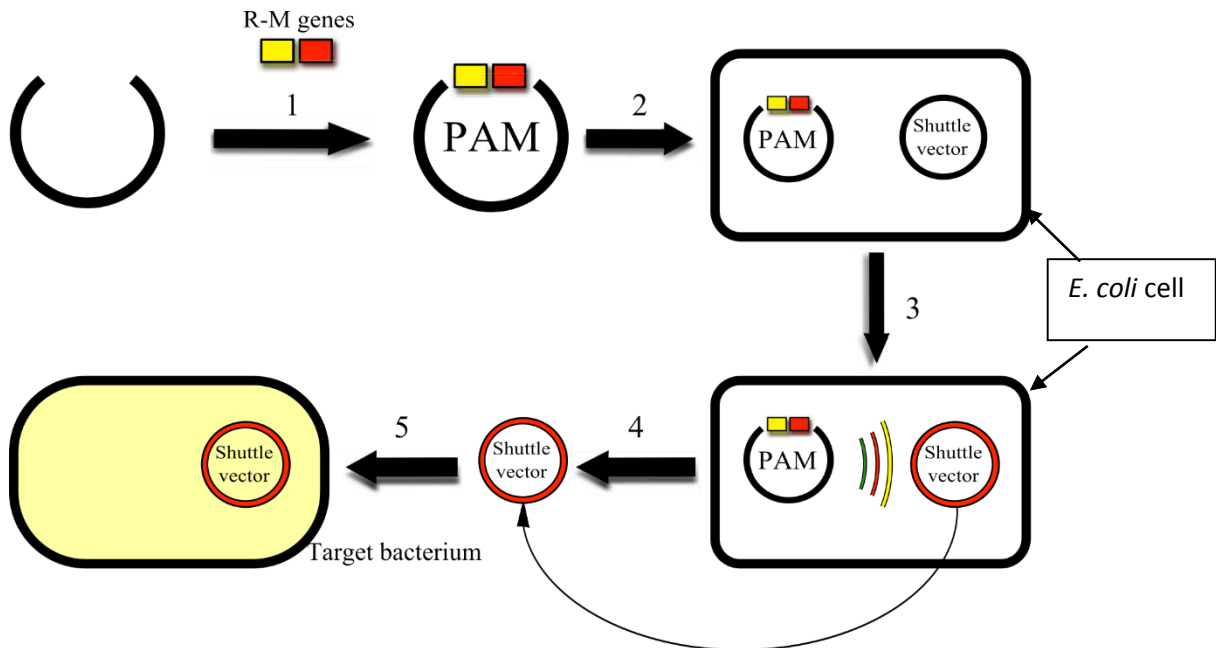 R-M genes
1
PAM
2
PAM
Shuttle
vector
E. coli cell
3
PAM
Shuttle
vector
4
Shuttle
vector
5
Shuttle
vector
Target bacterium